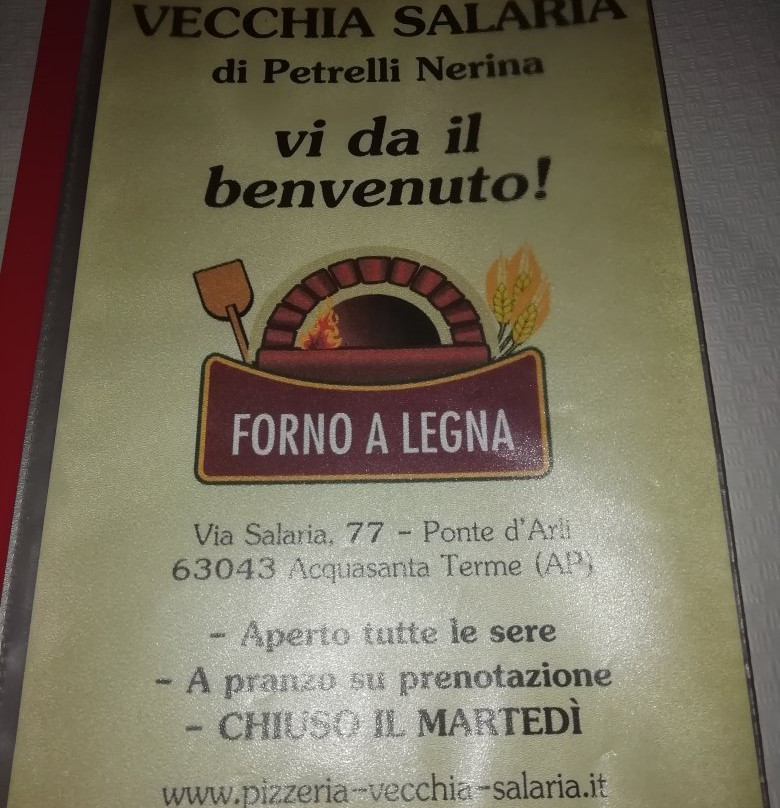 VECCHIA SALARIA
di Petrelli Nerina
vi da il
benvenuto!
FORNO A LEGNA
Via Salaria, 77 - Ponte d'Arli
63043 Acquasanta Terme (AP)
- Aperto tutte le sere
- A pranzo su prenotazione
- CHIUSO IL MARTEDÌ
www.pizzeria-vecchia-salaria.it